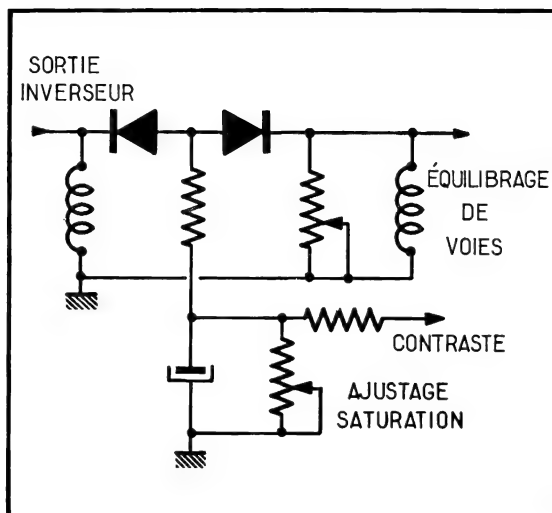 SORTIE
INVERSEUR
ÉQUILIBRAGE
DE
VOIES
CONTRASTE
AJUSTAGE
SATURATION